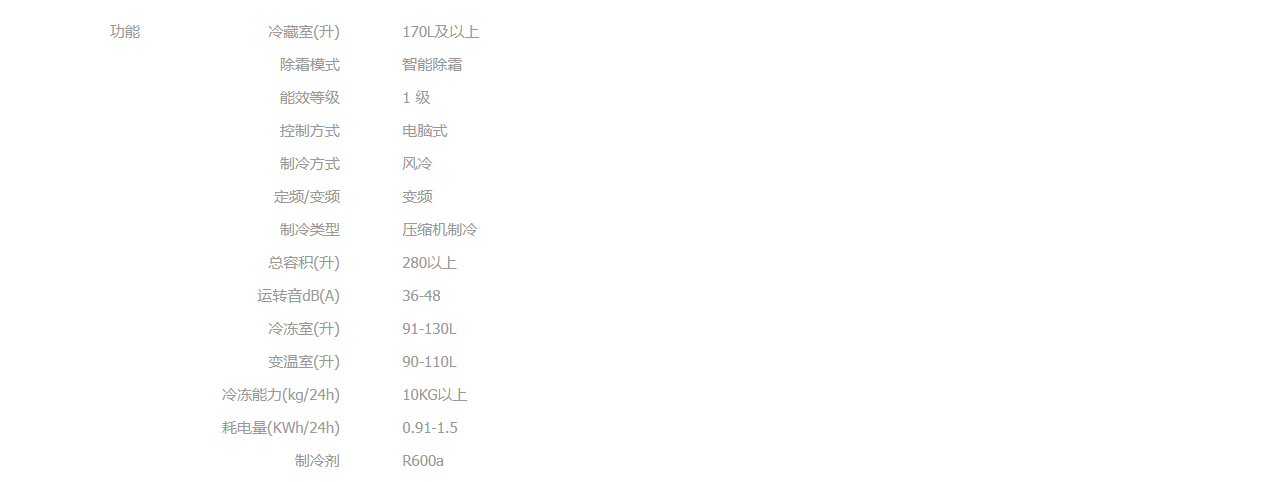 功能 冷藏室(升) 170L及以上
除霜模式 智能除霜
能效等级 1 级
控制方式 电脑式
制冷方式 风冷
定频/变频 变频
制冷类型 压缩机制冷
总容积(升) 280以上
运转音dB(A) 36-48
冷冻室(升) 91-130L
变温室(升) 90-110L
冷冻能力(kg/24h) 10KG以上
耗电量(KWh/24h) 0.91-1.5
制冷剂 R600a